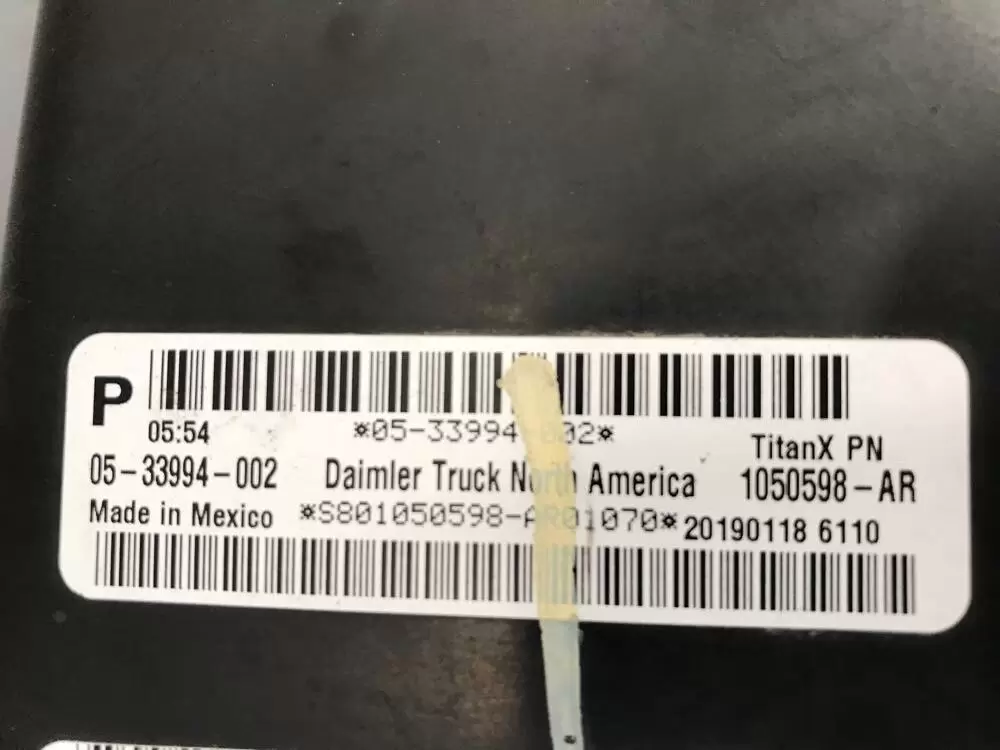 P
05:54
*05-33994-002*
TitanX PN
05-33994-002 Daimler Truck North America 1050598-AR
Made in Mexico *S801050598-AR01070* 20190118 6110